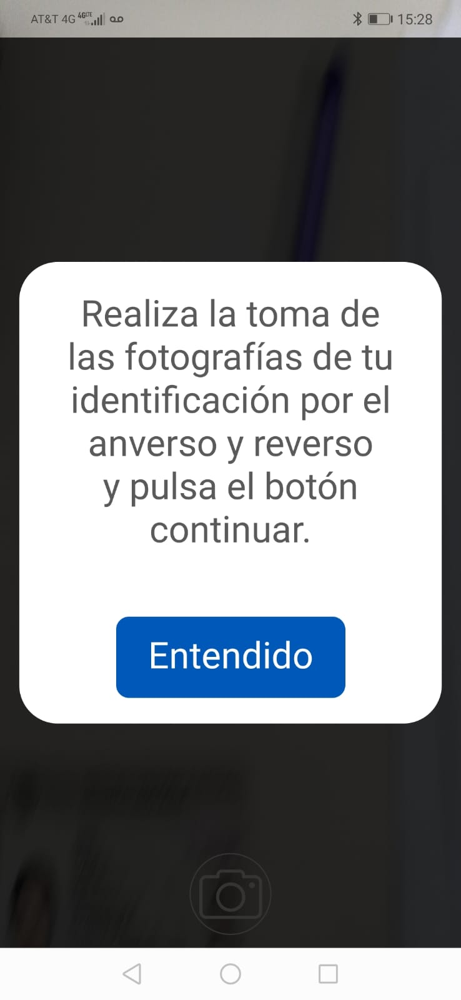 AT&T 4G 4GLTE 15:28
Realiza la toma de
las fotografías de tu
identificación por el
anverso y reverso
y pulsa el botón
continuar.
Entendido